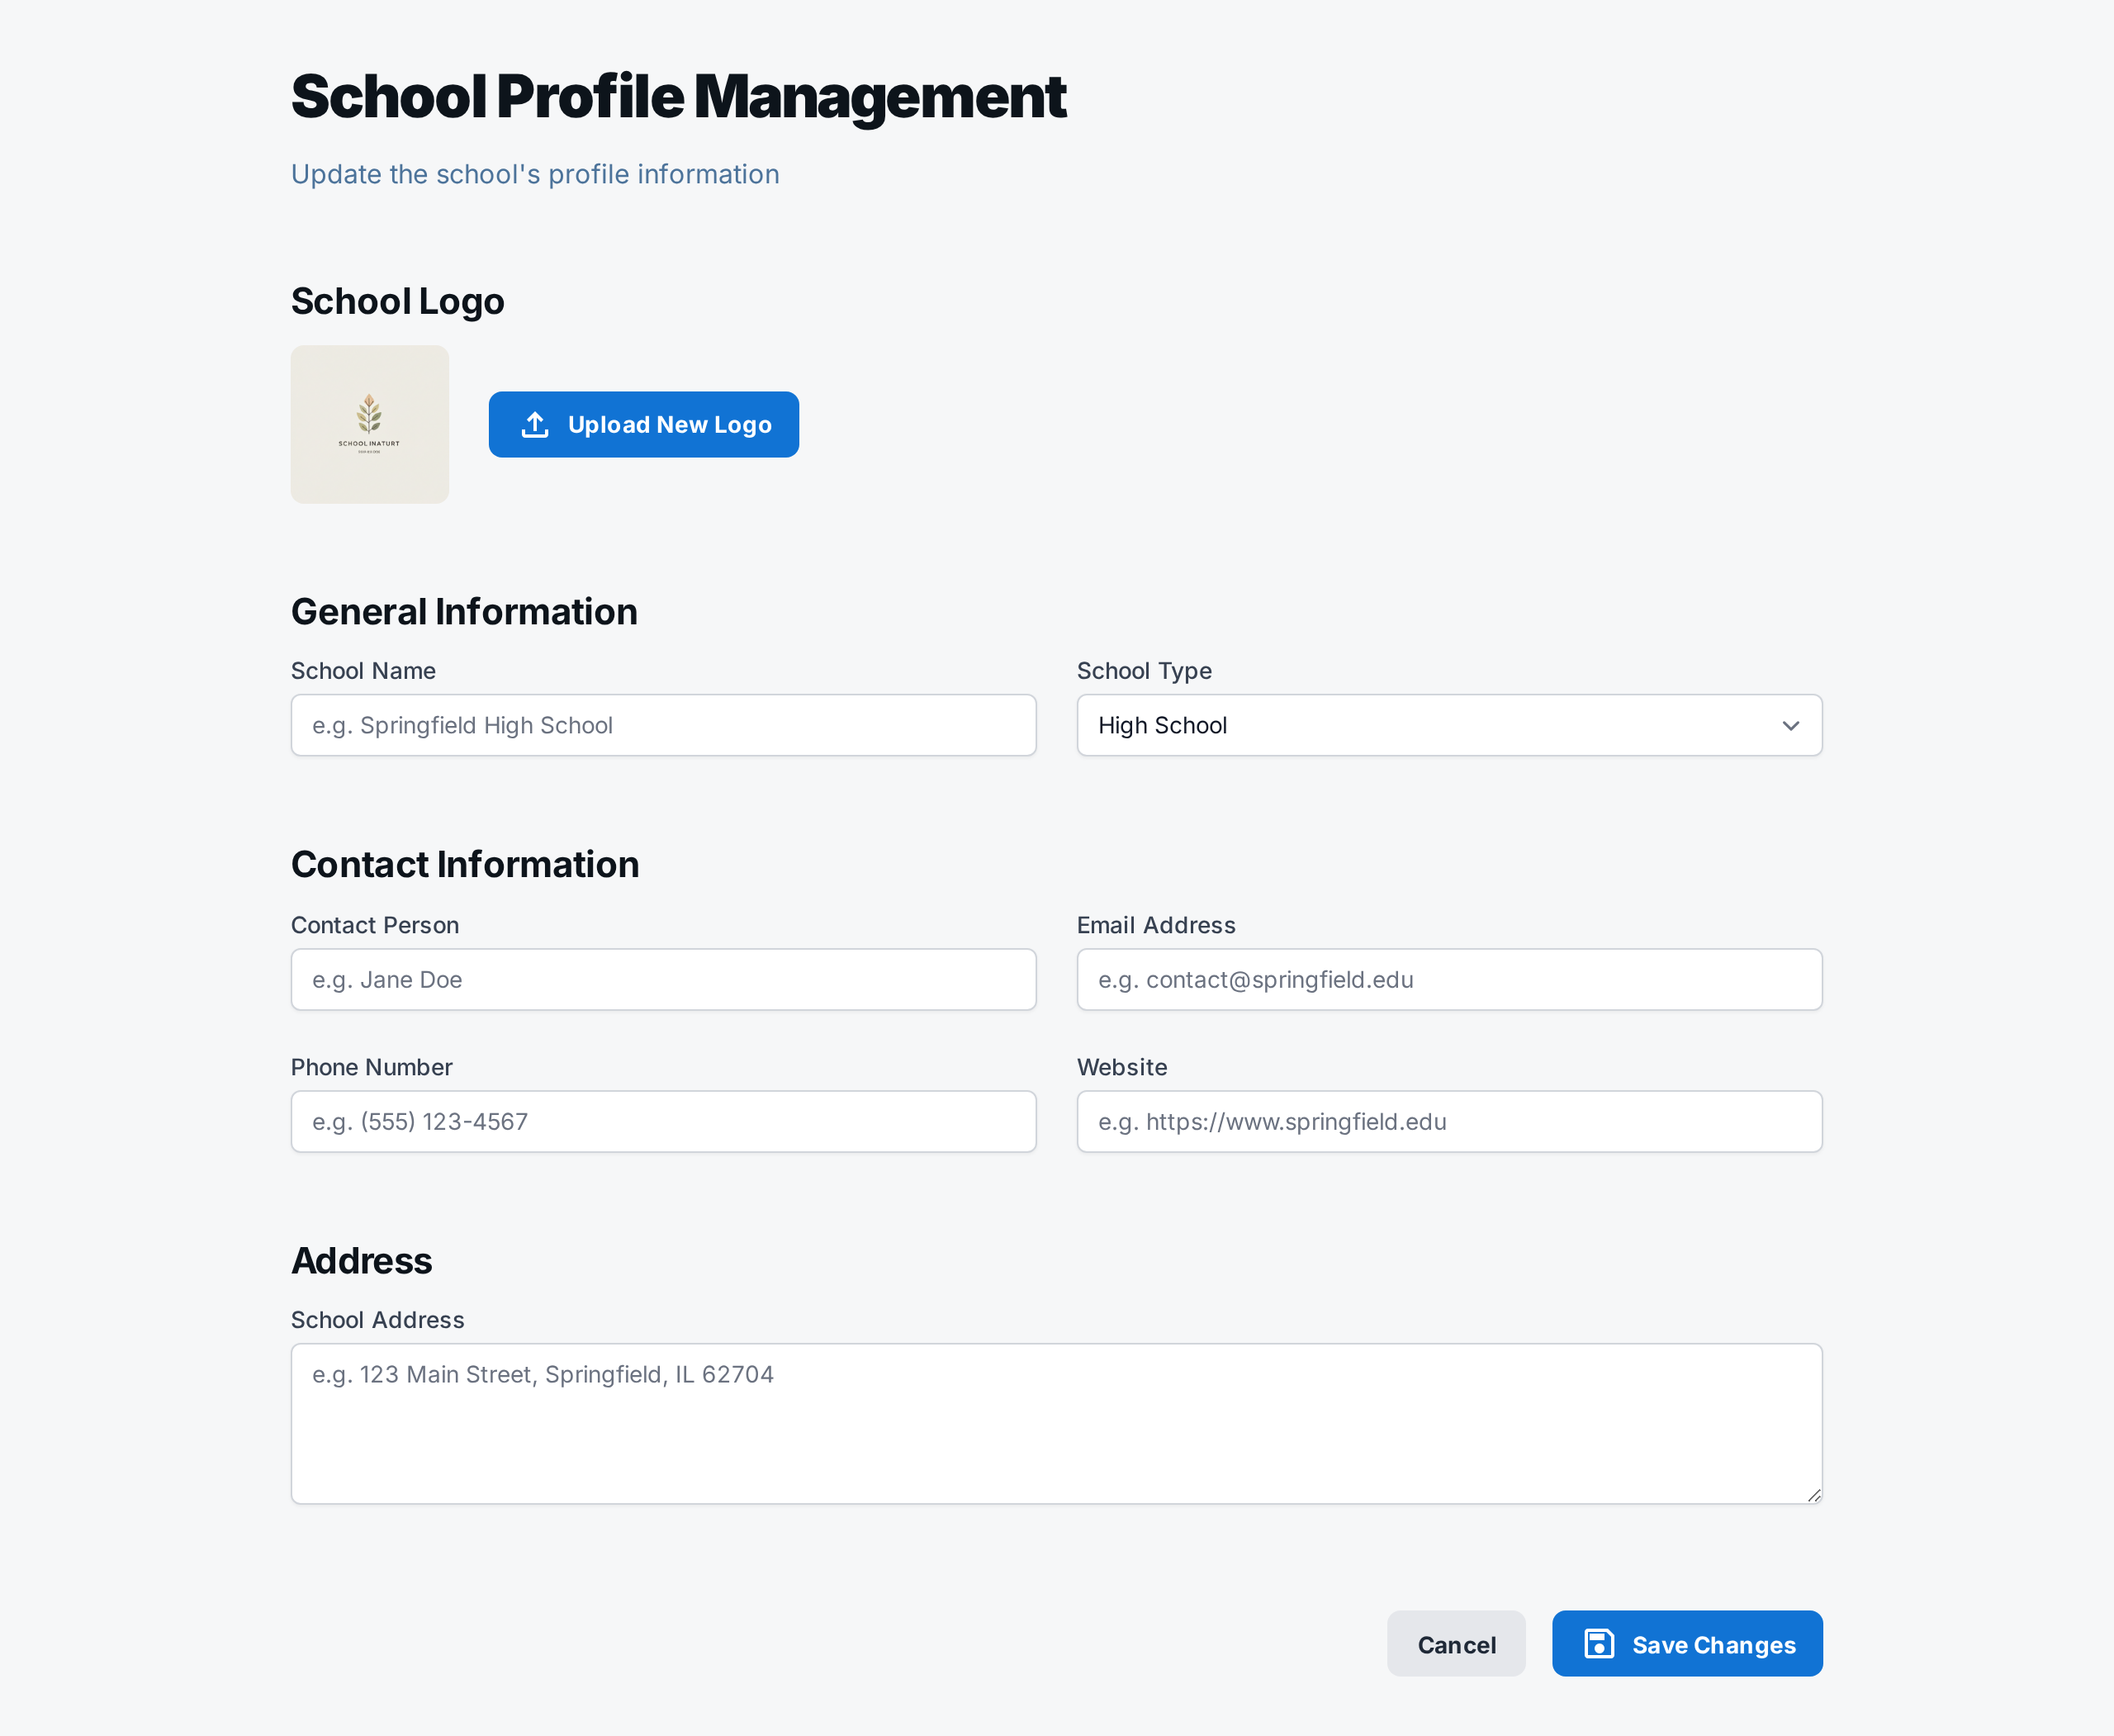 School Profile Management
Update the school's profile information
School Logo
SCHOOL INATURT
Upload New Logo
General Information
School Name
School Type
e.g. Springfield High School
High School
Contact Information
Contact Person
Email Address
e.g. Jane Doe
e.g. contact@springfield.edu
Phone Number
Website
e.g. (555) 123-4567
e.g. https://www.springfield.edu
Address
School Address
e.g. 123 Main Street, Springfield, IL 62704
Cancel
Save Changes